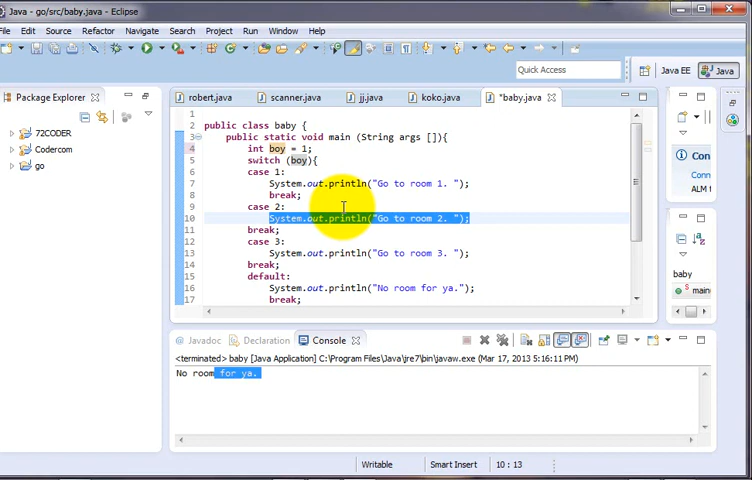 Java - go/src/baby.java - Eclipse
File Edit Source Refactor Navigate Search Project Run Window Help
Quick Access
Java EE
Java
Package Explorer
72CODER
Codercom
go
robert.java
scanner.java
jj.java
koko.java
*baby.java
1
2 public class baby {
3 public static void main (String args []){
4 int boy = 1;
5 switch (boy){
6 case 1:
7 System.out.println("Go to room 1. ");
8 break;
9 case 2:
10 System.out.println("Go to room 2. ");
11 break;
12 case 3:
13 System.out.println("Go to room 3. ");
14 break;
15 default:
16 System.out.println("No room for ya.");
17 break;
Con
ALM
baby
main
Javadoc
Declaration
Console
<terminated> baby [Java Application] C:\Program Files\Java\jre7\bin\javaw.exe (Mar 17, 2013 5:16:11 PM)
No room for ya.
Writable
Smart Insert
10 : 13